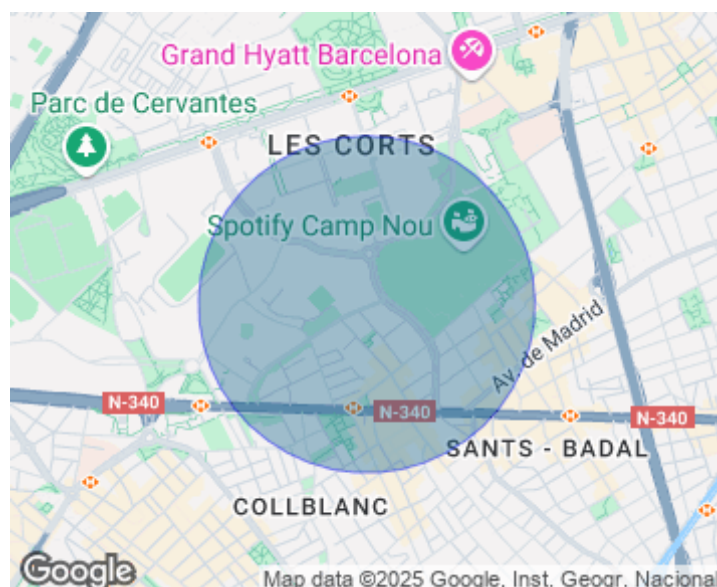 Grand Hyatt Barcelona
Parc de Cervantes
LES CORTS
Spotify Camp Nou
Av. de Madrid
N-340
N-340
N-340
SANTS - BADAL
COLLBLANC
Google
Map data ©2025 Google, Inst. Geogr. Nacional